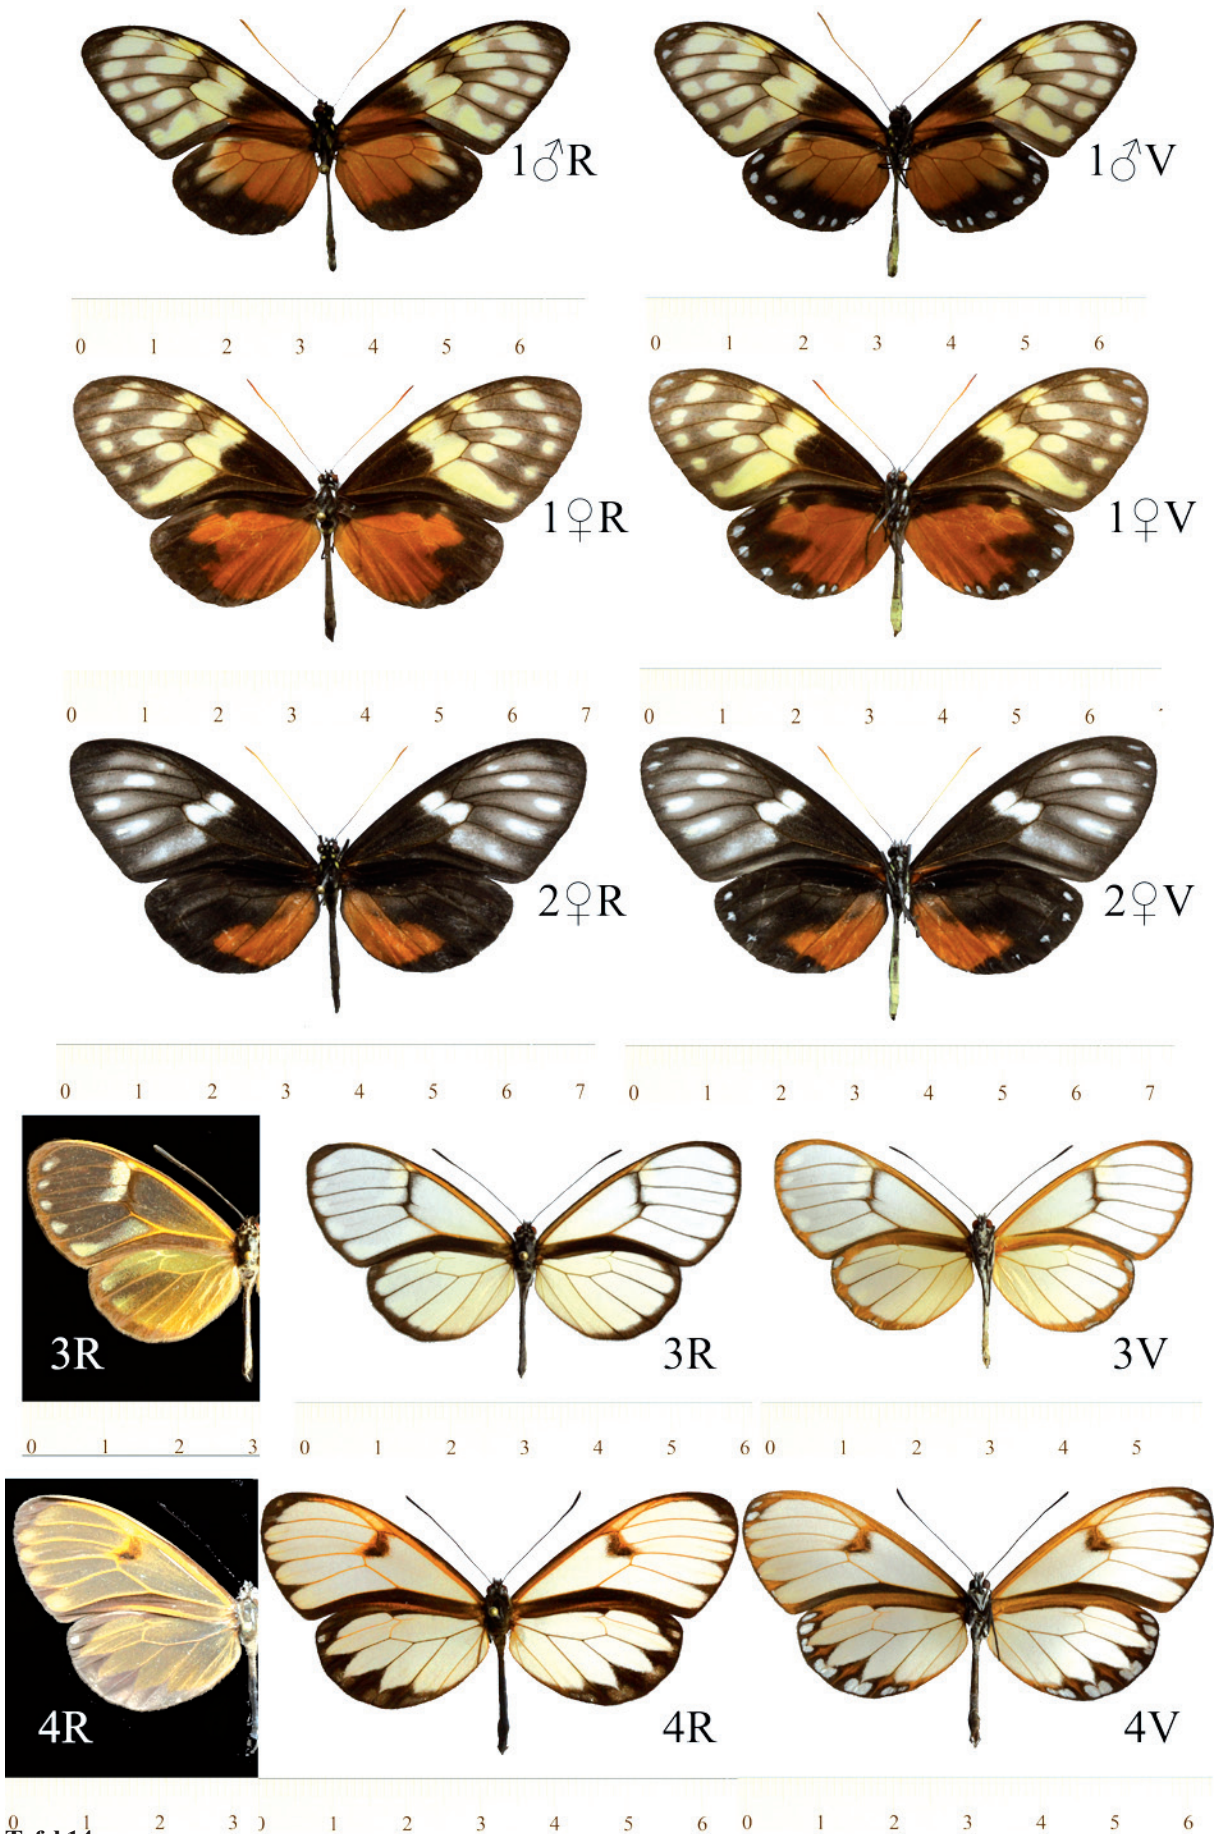 1♂R 1♂V
0 1 2 3 4 5 6 0 1 2 3 4 5 6
1♀R 1♀V
0 1 2 3 4 5 6 7 0 1 2 3 4 5 6
2♀R 2♀V
0 1 2 3 4 5 6 7 0 1 2 3 4 5 6 7
3R 3R 3V
0 1 2 3 0 1 2 3 4 5 6 0 1 2 3 4 5
4R 4R 4V
0 1 2 3 0 1 2 3 4 5 6 0 1 2 3 4 5 6
Tafel 14